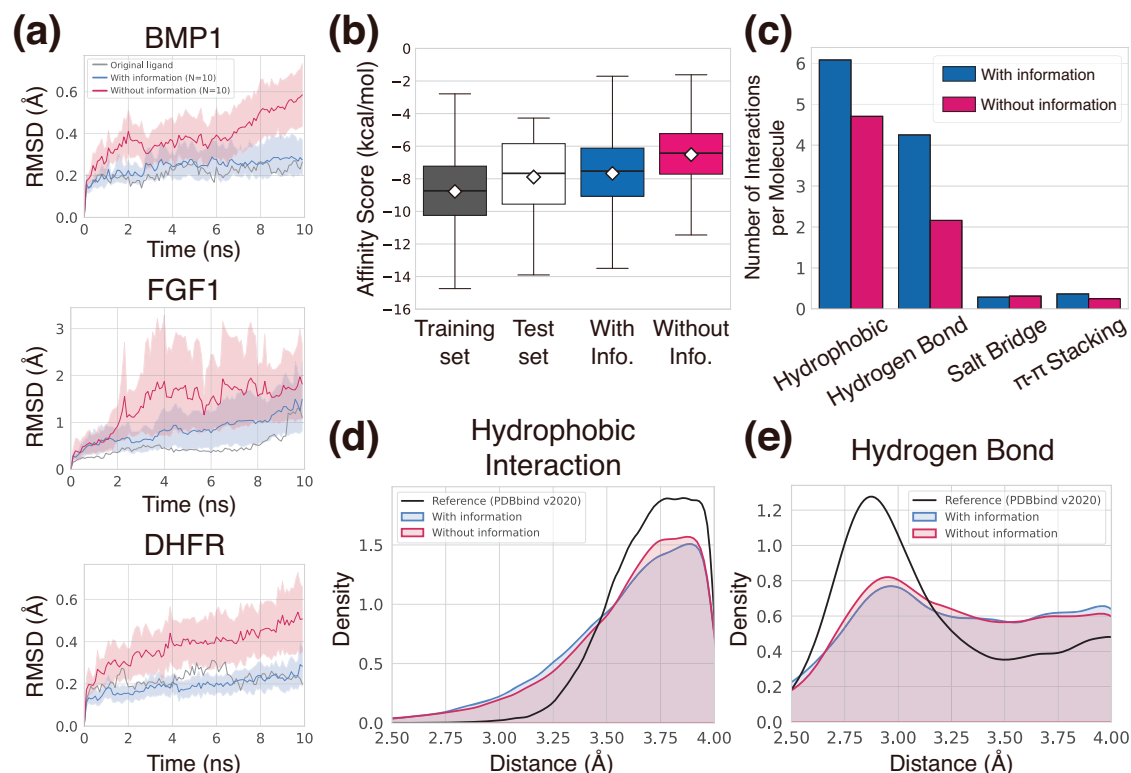 (a)
BMP1
Original ligand
With information (N=10)
Without information (N=10)
RMSD (Å)
0.6
0.4
0.2
0.0
0 2 4 6 8 10
Time (ns)
FGF1
RMSD (Å)
3
2
1
0
0 2 4 6 8 10
Time (ns)
DHFR
RMSD (Å)
0.6
0.4
0.2
0.0
0 2 4 6 8 10
Time (ns)
(b)
Affinity Score (kcal/mol)
0
−2
−4
−6
−8
−10
−12
−14
−16
Training set
Test set
With Info.
Without Info.
(c)
Number of Interactions
per Molecule
6
5
4
3
2
1
0
With information
Without information
Hydrophobic
Hydrogen Bond
Salt Bridge
π-π Stacking
(d)
Hydrophobic
Interaction
Reference (PDBbind v2020)
With information
Without information
Density
1.5
1.0
0.5
0.0
2.50 2.75 3.00 3.25 3.50 3.75 4.00
Distance (Å)
(e)
Hydrogen Bond
Reference (PDBbind v2020)
With information
Without information
Density
1.2
1.0
0.8
0.6
0.4
0.2
0.0
2.50 2.75 3.00 3.25 3.50 3.75 4.00
Distance (Å)